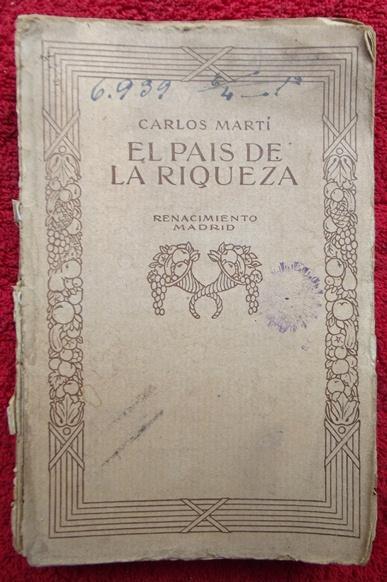 6.939
CARLOS MARTÍ
EL PAIS DE
LA RIQUEZA
RENACIMIENTO
MADRID